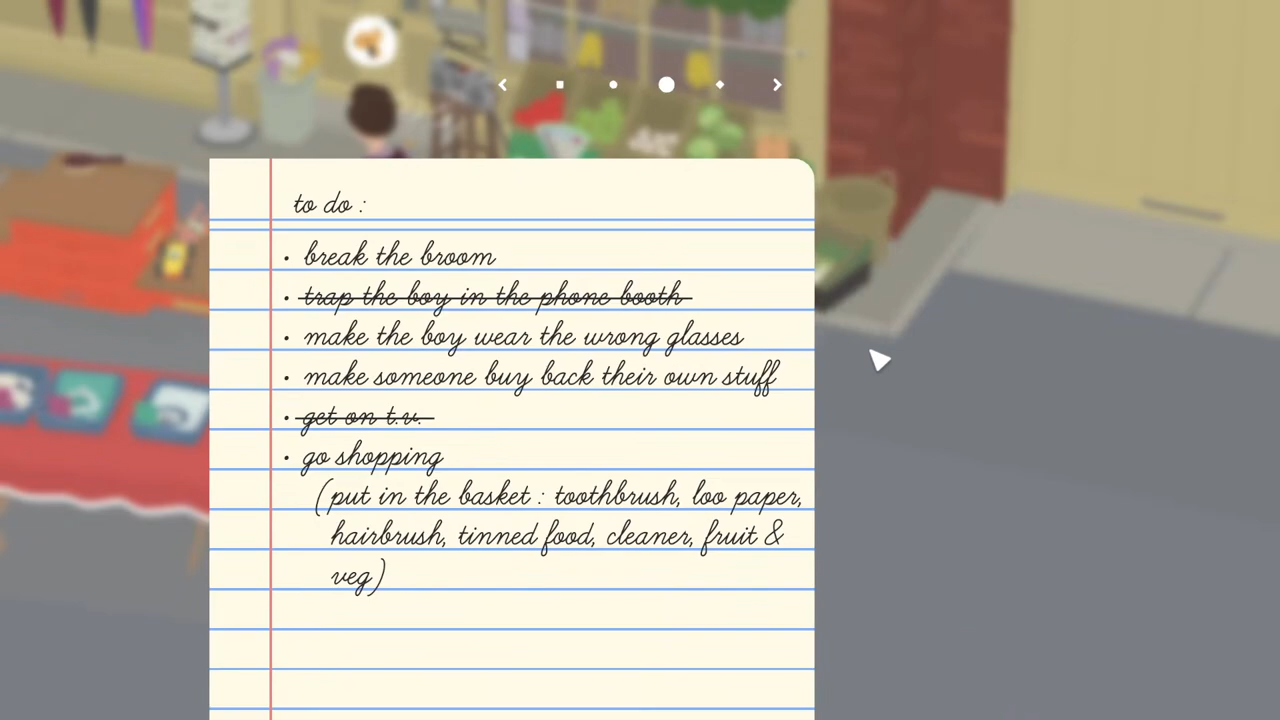 to do :
• break the broom
• trap the boy in the phone booth
• make the boy wear the wrong glasses
• make someone buy back their own stuff
• get on t.v.
• go shopping
(put in the basket : toothbrush, loo paper,
hairbrush, tinned food, cleaner, fruit &
veg)